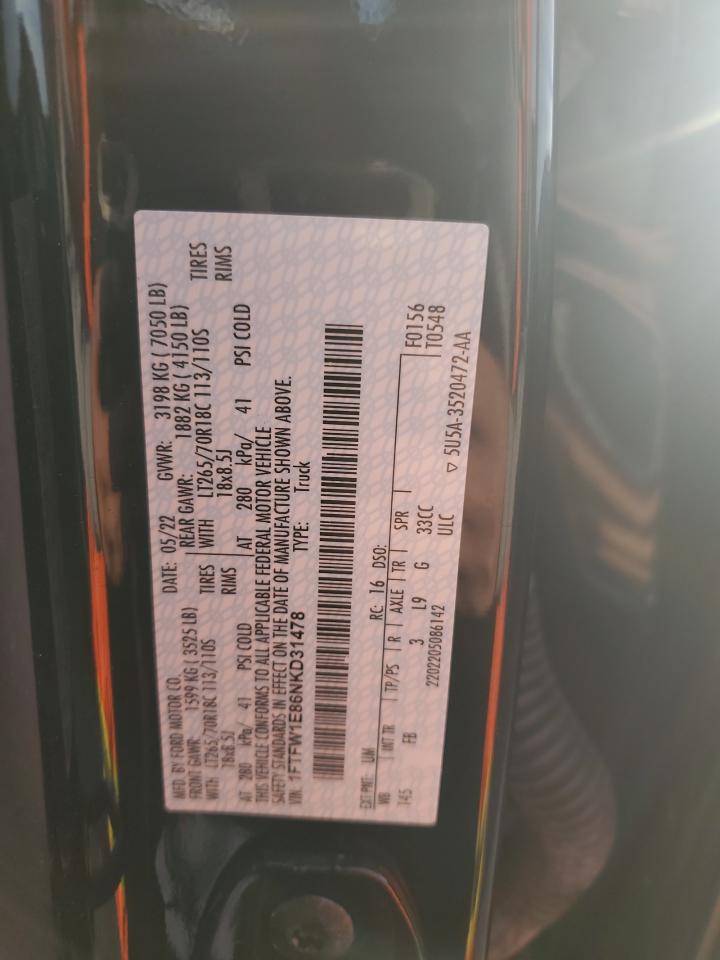 MFD. BY FORD MOTOR CO.
DATE: 05/22 GVWR: 3198 KG ( 7050 LB)
FRONT GAWR: 1599 KG ( 3525 LB) REAR GAWR: 1882 KG ( 4150 LB)
WITH LT265/70R18C 113/110S TIRES WITH LT265/70R18C 113/110S TIRES
18x8.5J RIMS 18x8.5J RIMS
AT 280 kPa/ 41 PSI COLD AT 280 kPa/ 41 PSI COLD
THIS VEHICLE CONFORMS TO ALL APPLICABLE FEDERAL MOTOR VEHICLE
SAFETY STANDARDS IN EFFECT ON THE DATE OF MANUFACTURE SHOWN ABOVE.
VIN: 1FTFW1E86NKD31478 TYPE: Truck
EXT PNT: UM RC: 16 DSO:
WB INT TR TP/PS R AXLE TR SPR F0156
145 FB 3 L9 G 33CC T0548
2202205086142 ULC ▽ 5U5A-3520472-AA